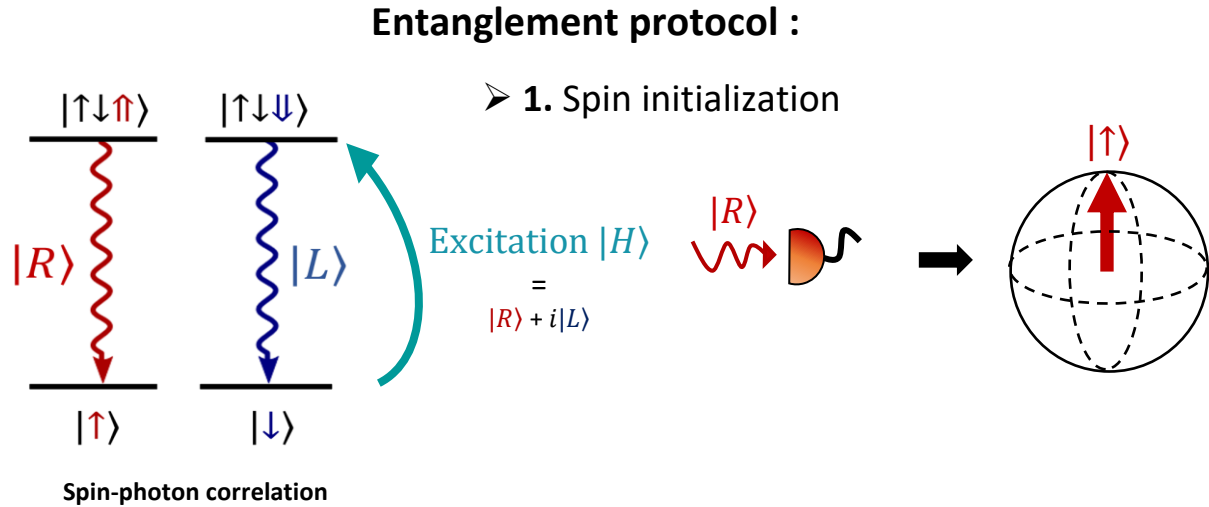 Entanglement protocol :
➢ 1. Spin initialization
|↑↓⇑⟩
|↑↓⇓⟩
|R⟩
|L⟩
|↑⟩
|↓⟩
Spin-photon correlation
Excitation |H⟩
=
|R⟩ + i|L⟩
|R⟩
|↑⟩